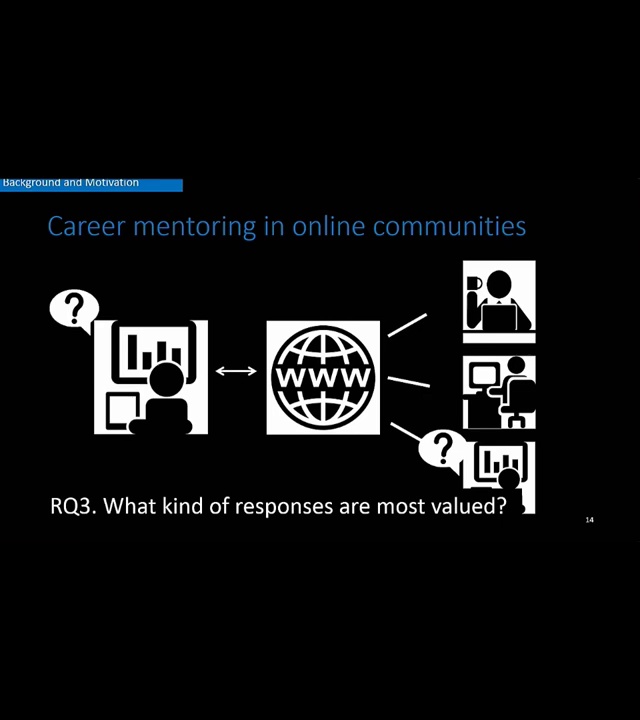 Background and Motivation
Career mentoring in online communities
?
WWW
?
RQ3. What kind of responses are most valued?
14